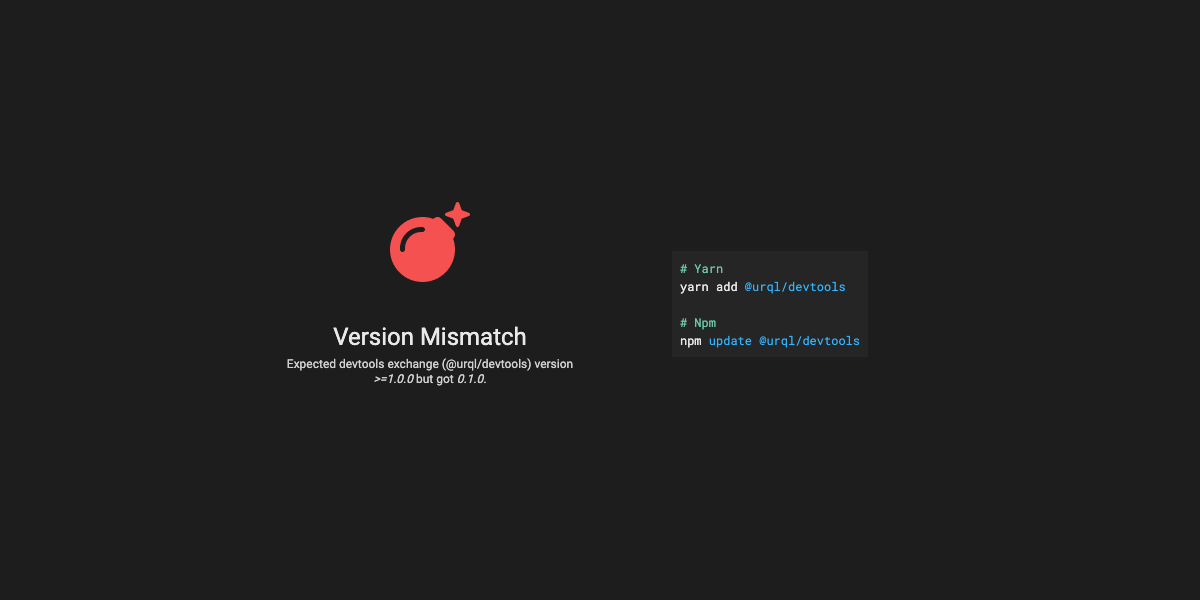 Version Mismatch
Expected devtools exchange (@urql/devtools) version
>=1.0.0 but got 0.1.0.
# Yarn
yarn add @urql/devtools
# Npm
npm update @urql/devtools